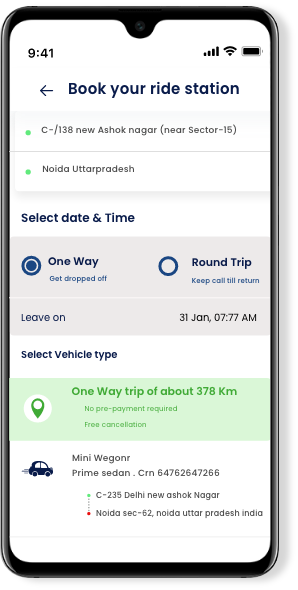 9:41
Book your ride station
C-/138 new Ashok nagar (near Sector-15)
Noida Uttarpradesh
Select date & Time
One Way
Get dropped off
Round Trip
Keep call till return
Leave on
31 Jan, 07:77 AM
Select Vehicle type
One Way trip of about 378 Km
No pre-payment required
Free cancellation
Mini Wegonr
Prime sedan . Crn 64762647266
C-235 Delhi new ashok Nagar
Noida sec-62, noida uttar pradesh india